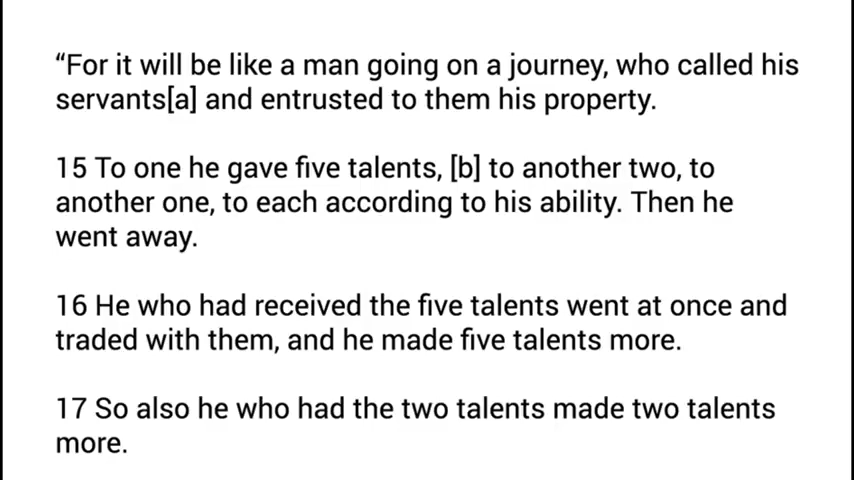 “For it will be like a man going on a journey, who called his
servants[a] and entrusted to them his property.
15 To one he gave five talents, [b] to another two, to
another one, to each according to his ability. Then he
went away.
16 He who had received the five talents went at once and
traded with them, and he made five talents more.
17 So also he who had the two talents made two talents
more.